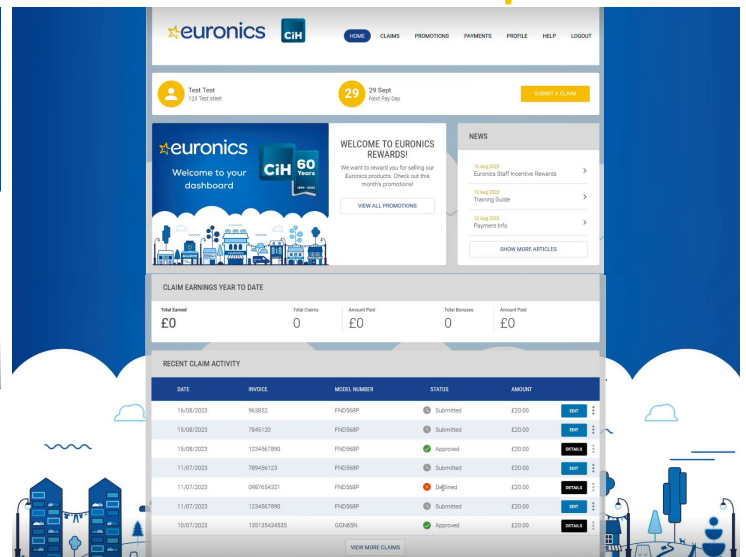 euronics CiH
HOME CLAIMS PROMOTIONS PAYMENTS PROFILE HELP LOGOUT
Test Test
123 Test steet
29
29 Sept
Next Pay Day
SUBMIT A CLAIM
euronics
Welcome to your
dashboard
CiH 60
Years
WELCOME TO EURONICS
REWARDS!
We want to reward you for selling our
Euronics products. Check out this
month's promotions!
VIEW ALL PROMOTIONS
NEWS
10 Aug 2023
Euronics Staff Incentive Rewards
10 Aug 2023
Training Guide
10 Aug 2023
Payment Info
SHOW MORE ARTICLES
CLAIM EARNINGS YEAR TO DATE
Total Earned Total Claims Amount Paid Total Bonuses Amount Paid
£0 0 £0 0 £0
RECENT CLAIM ACTIVITY
DATE INVOICE MODEL NUMBER STATUS AMOUNT
16/08/2023 963852 FND568P Submitted £20.00 EDIT
15/08/2023 7845120 FND568P Submitted £20.00 EDIT
15/08/2023 1234567890 FND568P Approved £20.00 DETAILS
11/07/2023 789456123 FND568P Submitted £20.00 EDIT
11/07/2023 0987654321 FND568P Declined £20.00 DETAILS
11/07/2023 1234567890 FND568P Submitted £20.00 EDIT
10/07/2023 135135434535 GGN65N Approved £20.00 DETAILS
VIEW MORE CLAIMS